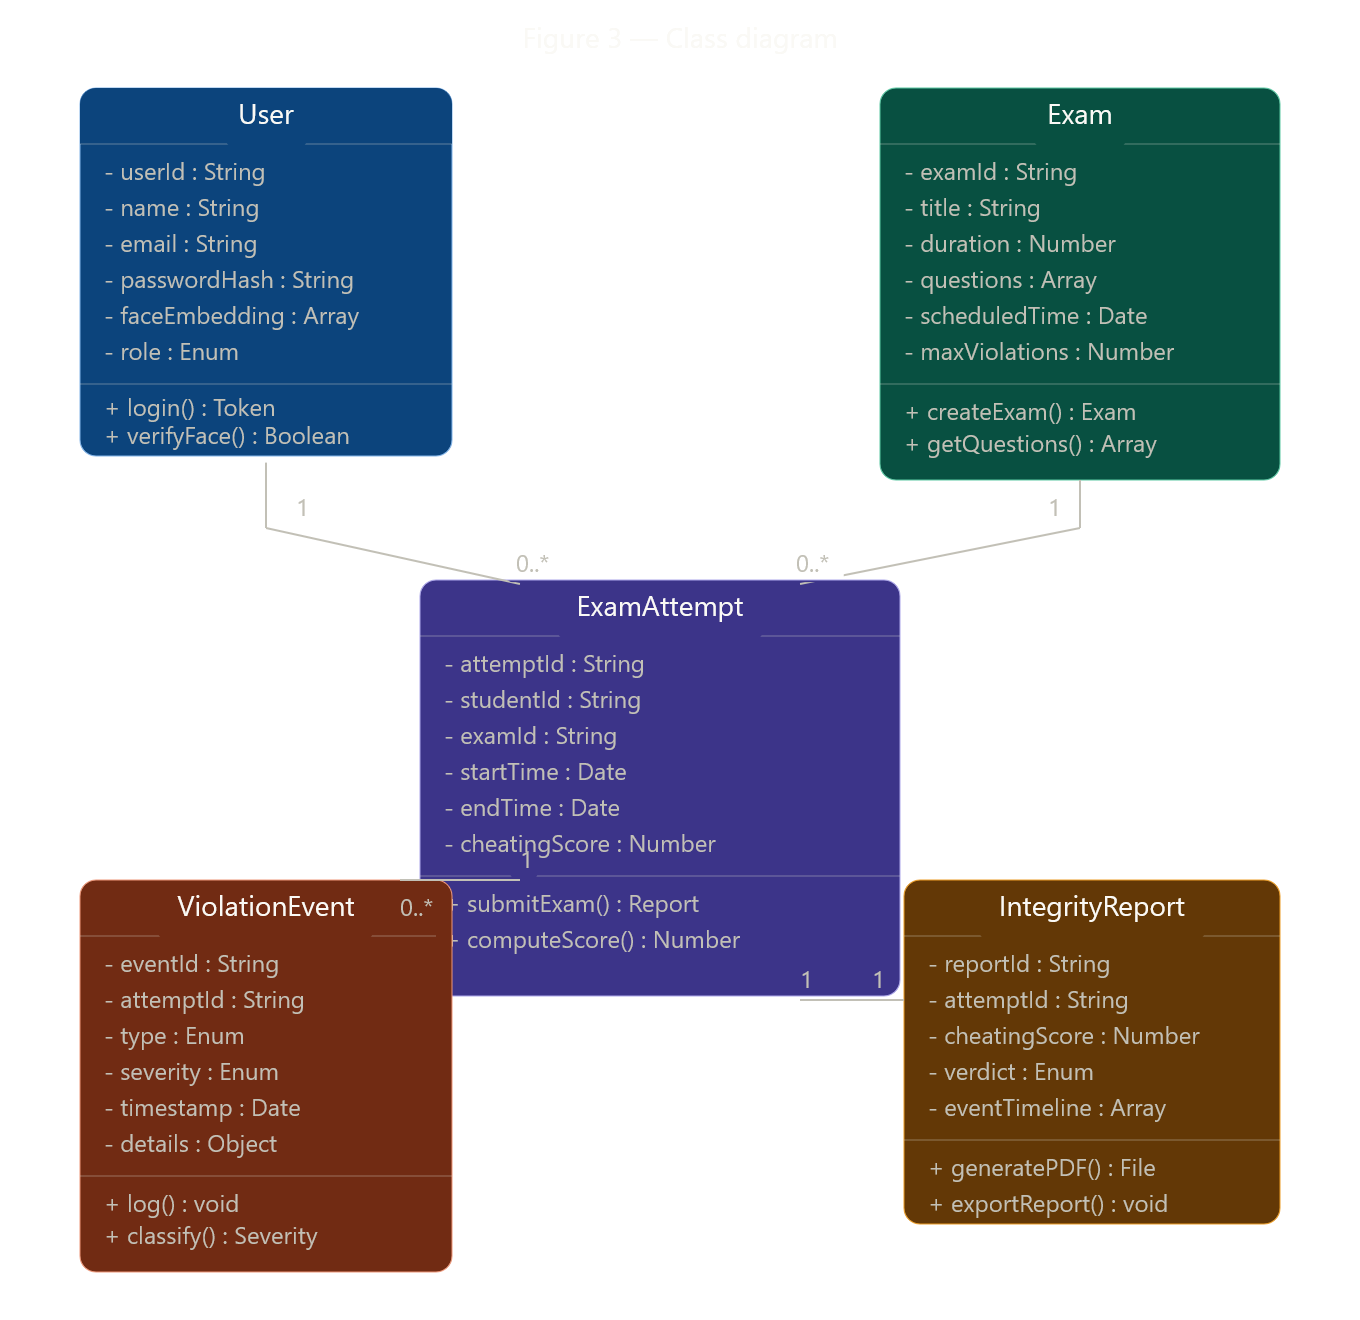 Figure 3 — Class diagram
User
- userId : String
- name : String
- email : String
- passwordHash : String
- faceEmbedding : Array
- role : Enum
+ login() : Token
+ verifyFace() : Boolean
Exam
- examId : String
- title : String
- duration : Number
- questions : Array
- scheduledTime : Date
- maxViolations : Number
+ createExam() : Exam
+ getQuestions() : Array
1
1
0..*
0..*
ExamAttempt
- attemptId : String
- studentId : String
- examId : String
- startTime : Date
- endTime : Date
- cheatingScore : Number
1
+ submitExam() : Report
+ computeScore() : Number
0..*
1
1
ViolationEvent
- eventId : String
- attemptId : String
- type : Enum
- severity : Enum
- timestamp : Date
- details : Object
+ log() : void
+ classify() : Severity
IntegrityReport
- reportId : String
- attemptId : String
- cheatingScore : Number
- verdict : Enum
- eventTimeline : Array
+ generatePDF() : File
+ exportReport() : void